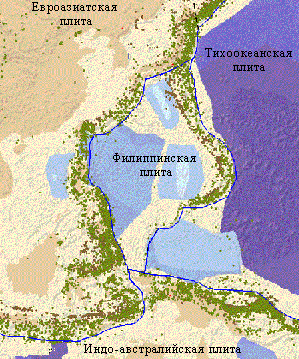 Евроазиатская
плита
Тихоокеанская
плита
Филиппинская
плита
Индо-австралийская плита